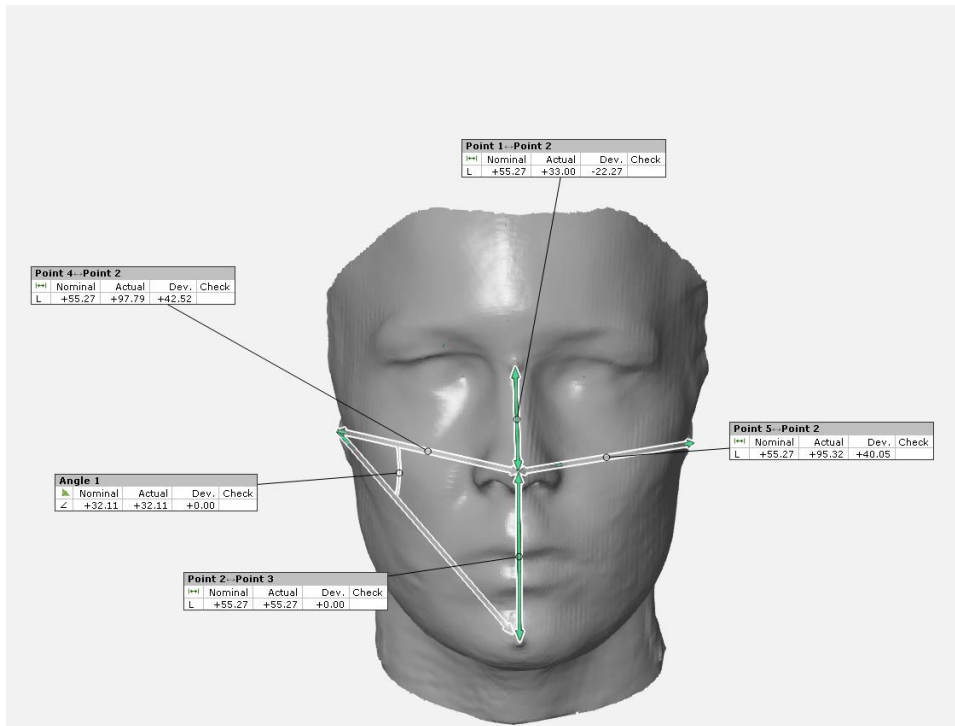 Point 1↔Point 2
Nominal Actual Dev. Check
L +55.27 +33.00 -22.27
Point 4↔Point 2
Nominal Actual Dev. Check
L +55.27 +97.79 +42.52
Point 5↔Point 2
Nominal Actual Dev. Check
L +55.27 +95.32 +40.05
Angle 1
Nominal Actual Dev. Check
∠ +32.11 +32.11 +0.00
Point 2↔Point 3
Nominal Actual Dev. Check
L +55.27 +55.27 +0.00